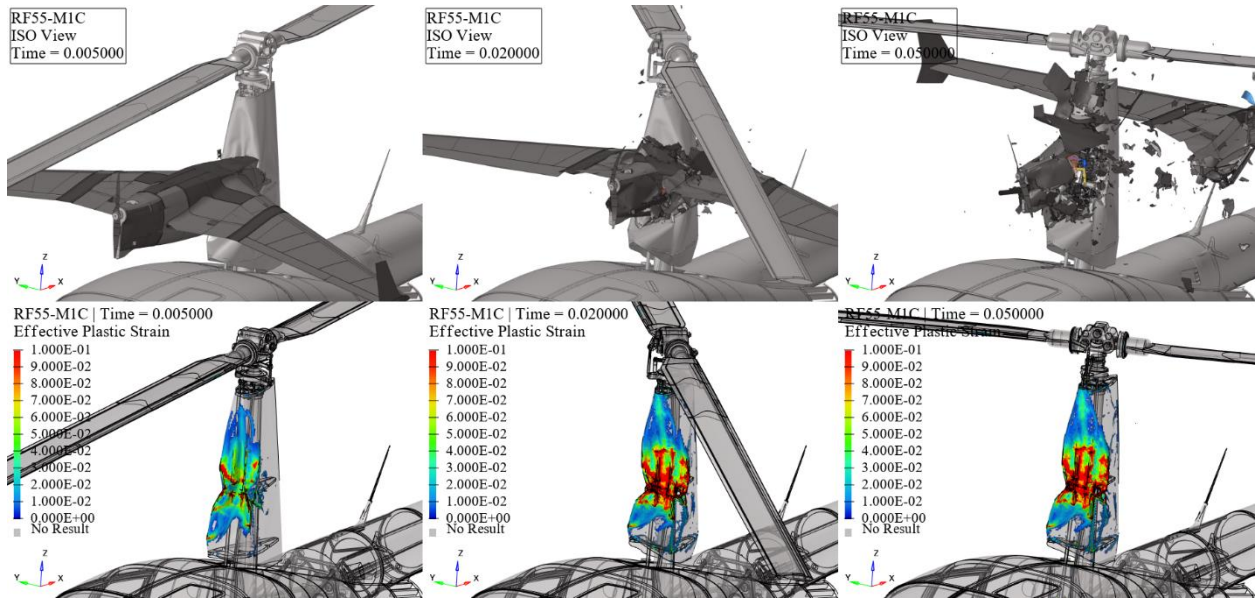 RF55-M1C
ISO View
Time = 0.005000
Z
Y
X
RF55-M1C
ISO View
Time = 0.020000
Z
Y
X
RF55-M1C
ISO View
Time = 0.050000
Z
Y
X
RF55-M1C | Time = 0.005000
Effective Plastic Strain
1.000E-01
9.000E-02
8.000E-02
7.000E-02
6.000E-02
5.000E-02
4.000E-02
3.000E-02
2.000E-02
1.000E-02
0.000E+00
No Result
Z
Y
X
RF55-M1C | Time = 0.020000
Effective Plastic Strain
1.000E-01
9.000E-02
8.000E-02
7.000E-02
6.000E-02
5.000E-02
4.000E-02
3.000E-02
2.000E-02
1.000E-02
0.000E+00
No Result
Z
Y
X
RF55-M1C | Time = 0.050000
Effective Plastic Strain
1.000E-01
9.000E-02
8.000E-02
7.000E-02
6.000E-02
5.000E-02
4.000E-02
3.000E-02
2.000E-02
1.000E-02
0.000E+00
No Result
Z
Y
X